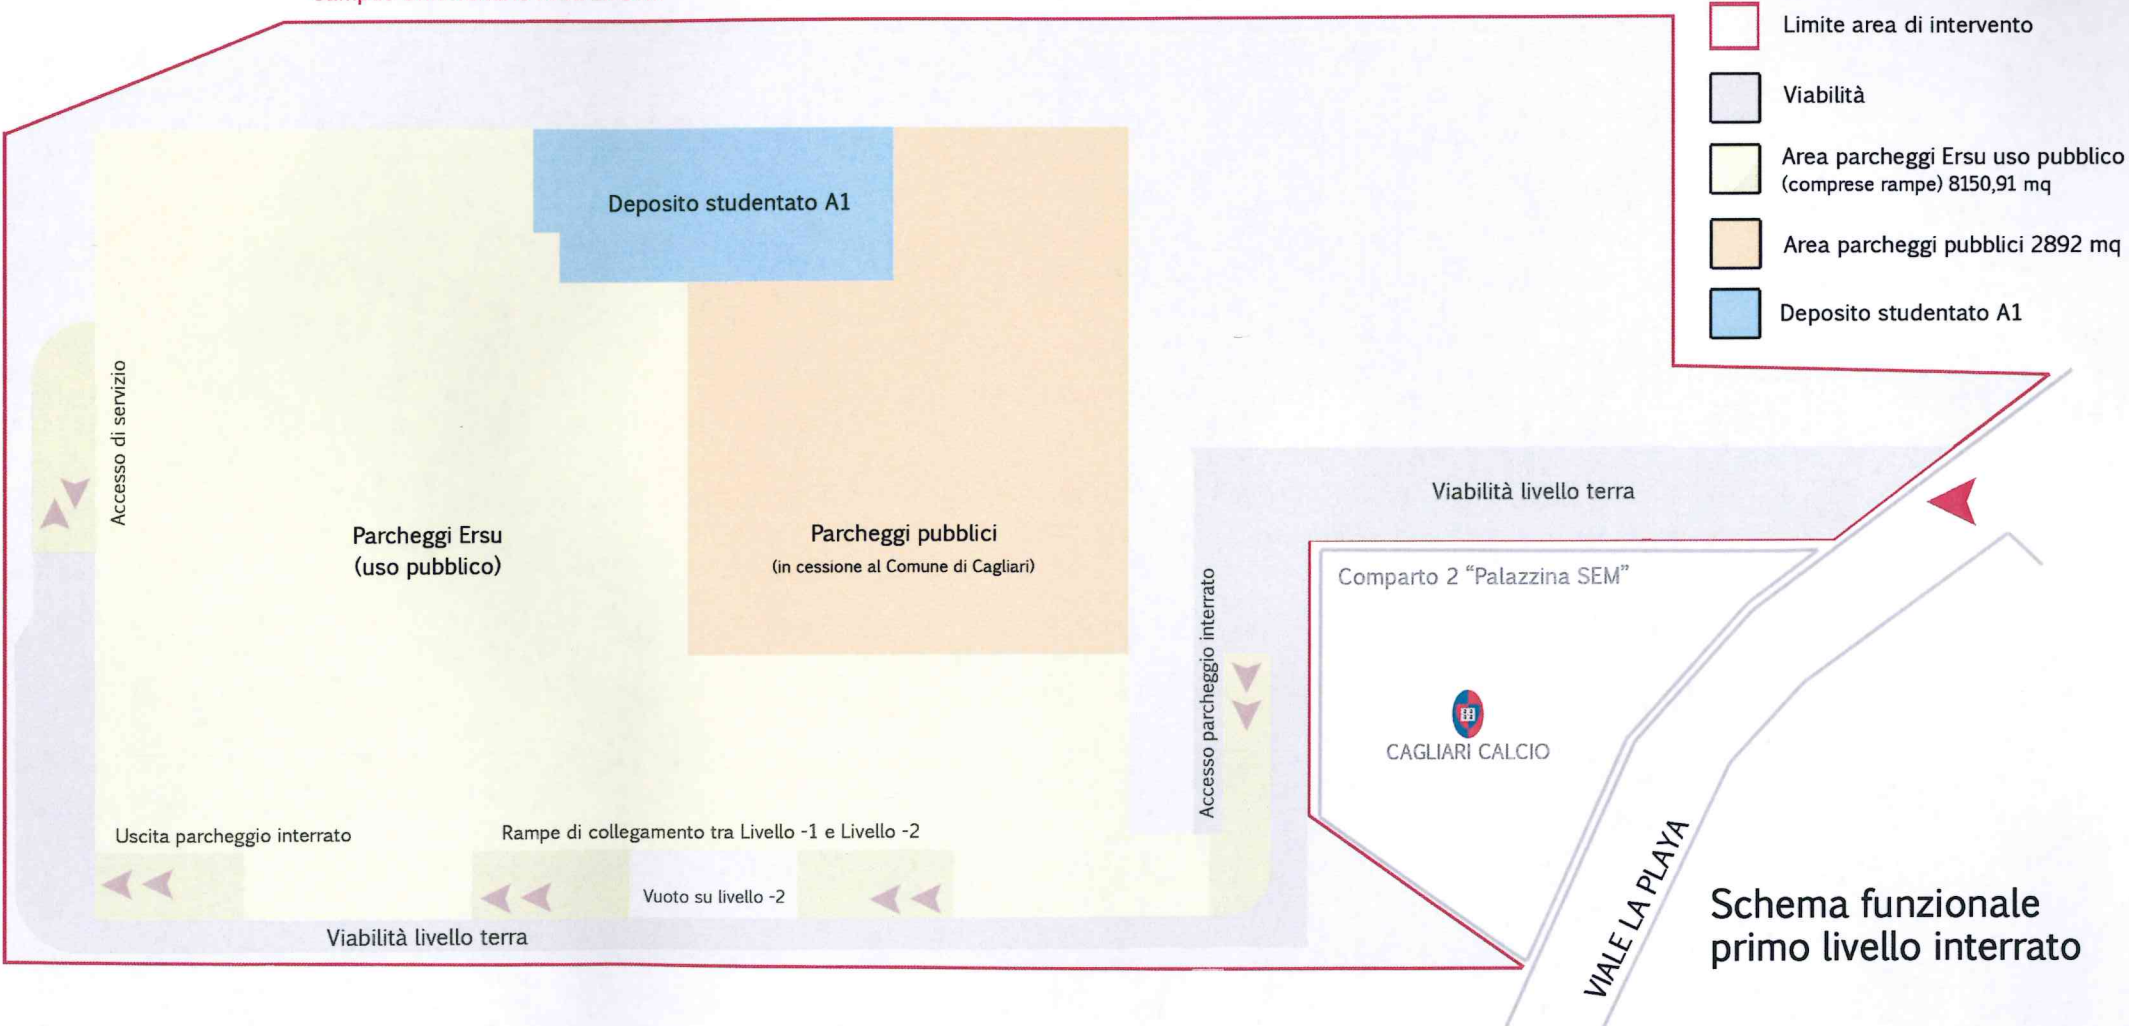 Limite area di intervento
Viabilità
Area parcheggi Ersu uso pubblico
(comprese rampe) 8150,91 mq
Area parcheggi pubblici 2892 mq
Deposito studentato A1
Deposito studentato A1
Accesso di servizio
Parcheggi Ersu
(uso pubblico)
Parcheggi pubblici
(in cessione al Comune di Cagliari)
Viabilità livello terra
Comparto 2 "Palazzina SEM"
Accesso parcheggio interrato
CAGLIARI CALCIO
Uscita parcheggio interrato
Rampe di collegamento tra Livello -1 e Livello -2
Vuoto su livello -2
Viabilità livello terra
VIALE LA PLAYA
Schema funzionale
primo livello interrato